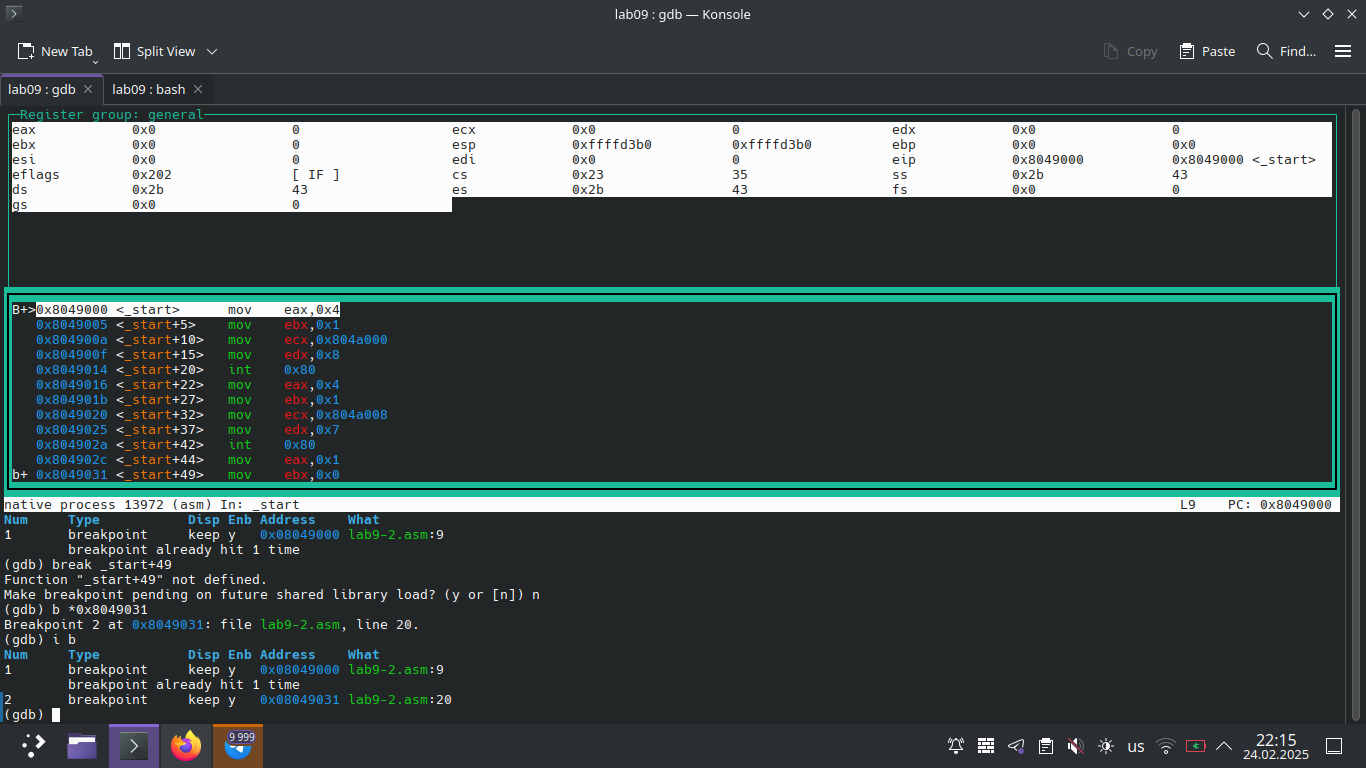 lab09 : gdb — Konsole
New Tab Split View Copy Paste Find...
lab09 : gdb lab09 : bash
Register group: general
eax 0x0 0 ecx 0x0 0 edx 0x0 0
ebx 0x0 0 esp 0xffffd3b0 0xffffd3b0 ebp 0x0 0x0
esi 0x0 0 edi 0x0 0 eip 0x8049000 0x8049000 <_start>
eflags 0x202 [ IF ] cs 0x23 35 ss 0x2b 43
ds 0x2b 43 es 0x2b 43 fs 0x0 0
gs 0x0 0
B+>0x8049000 <_start> mov eax,0x4
0x8049005 <_start+5> mov ebx,0x1
0x804900a <_start+10> mov ecx,0x804a000
0x804900f <_start+15> mov edx,0x8
0x8049014 <_start+20> int 0x80
0x8049016 <_start+22> mov eax,0x4
0x804901b <_start+27> mov ebx,0x1
0x8049020 <_start+32> mov ecx,0x804a008
0x8049025 <_start+37> mov edx,0x7
0x804902a <_start+42> int 0x80
0x804902c <_start+44> mov eax,0x1
b+ 0x8049031 <_start+49> mov ebx,0x0
native process 13972 (asm) In: _start L9 PC: 0x8049000
Num Type Disp Enb Address What
1 breakpoint keep y 0x08049000 lab9-2.asm:9
breakpoint already hit 1 time
(gdb) break _start+49
Function "_start+49" not defined.
Make breakpoint pending on future shared library load? (y or [n]) n
(gdb) b *0x8049031
Breakpoint 2 at 0x8049031: file lab9-2.asm, line 20.
(gdb) i b
Num Type Disp Enb Address What
1 breakpoint keep y 0x08049000 lab9-2.asm:9
breakpoint already hit 1 time
2 breakpoint keep y 0x08049031 lab9-2.asm:20
(gdb)
9 999
us
22:15
24.02.2025